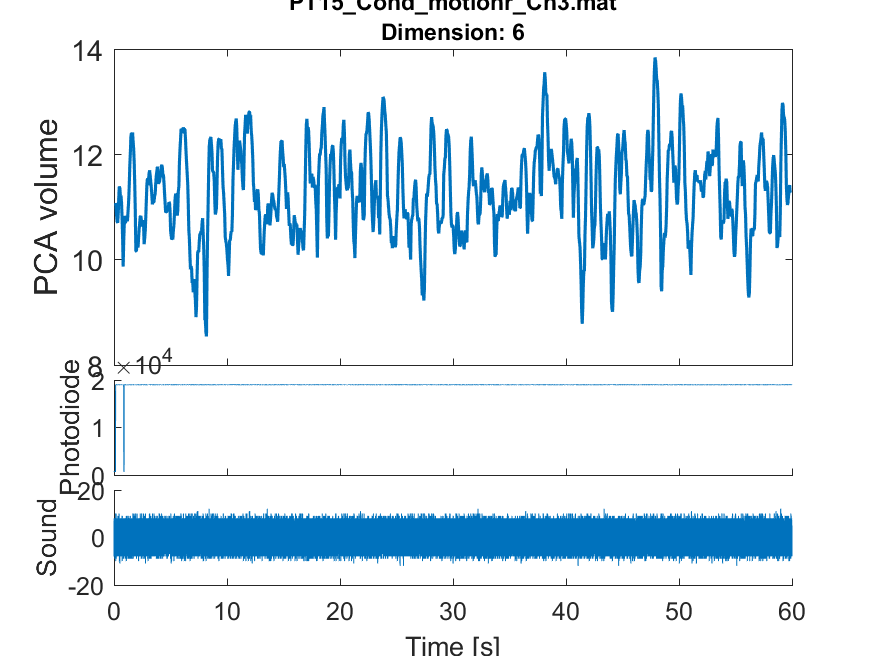 PT15_Cond_motionr_Ch3.mat
Dimension: 6
14
12
10
8
PCA volume
×10^4
2
1
0
Photodiode
20
0
-20
Sound
0 10 20 30 40 50 60
Time [s]